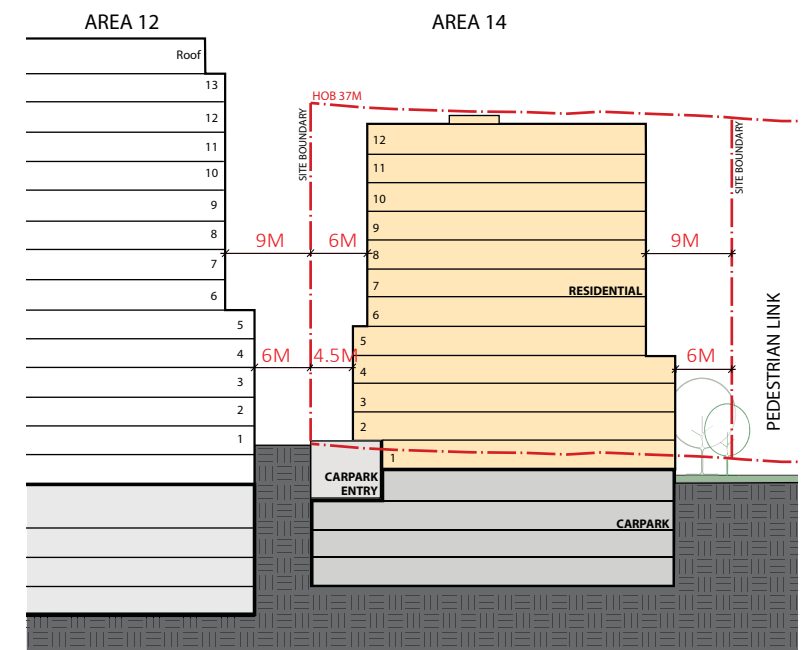 AREA 12
AREA 14
Roof
13
12
11
10
9
8
7
6
5
4
3
2
1
HOB 37M
SITE BOUNDARY
9M
6M
6M
4.5M
12
11
10
9
8
7
6
5
4
3
2
1
RESIDENTIAL
CARPARK
ENTRY
CARPARK
9M
6M
SITE BOUNDARY
PEDESTRIAN LINK